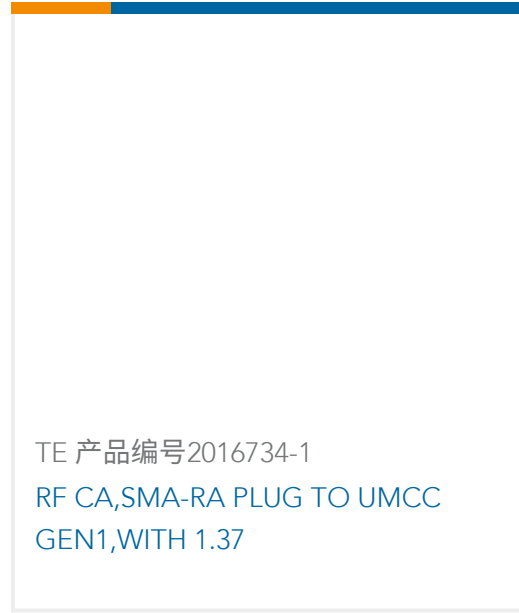 TE 产品编号2016734-1
RF CA,SMA-RA PLUG TO UMCC
GEN1,WITH 1.37